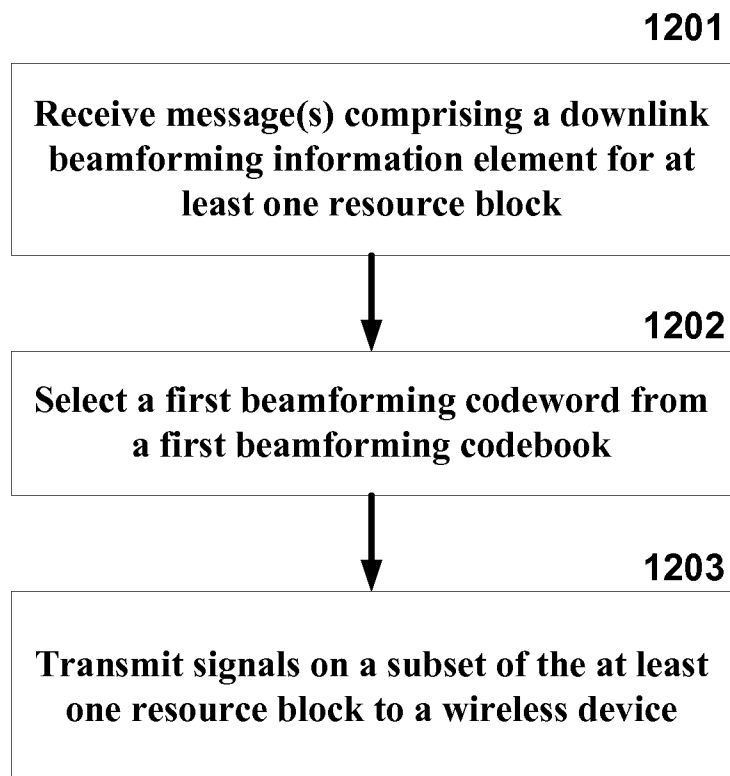 1201
Receive message(s) comprising a downlink
beamforming information element for at
least one resource block
1202
Select a first beamforming codeword from
a first beamforming codebook
1203
Transmit signals on a subset of the at least
one resource block to a wireless device